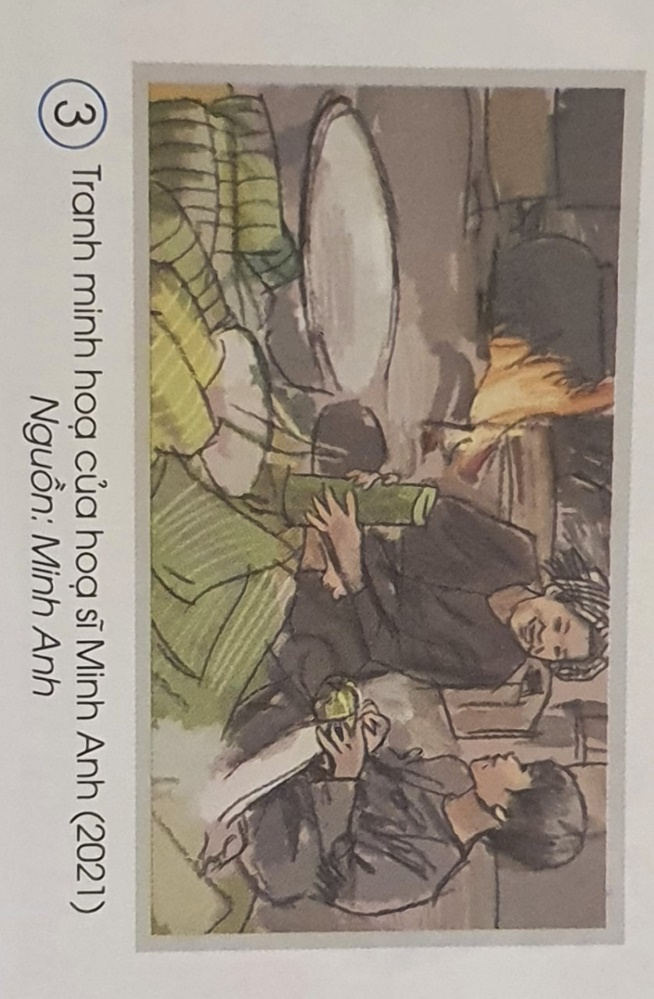 3 Tranh minh hoạ của hoạ sĩ Minh Anh (2021)
Nguồn: Minh Anh